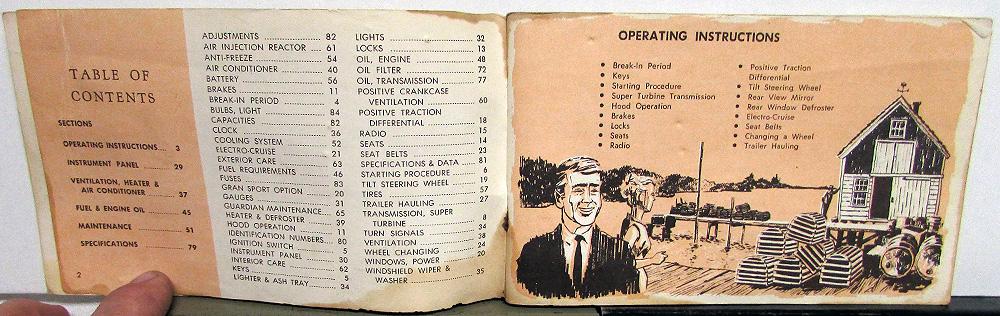 TABLE OF
CONTENTS
SECTIONS
OPERATING INSTRUCTIONS.... 3
INSTRUMENT PANEL ............ 29
VENTILATION, HEATER &
AIR CONDITIONER ............ 37
FUEL & ENGINE OIL ............ 45
MAINTENANCE .................. 51
SPECIFICATIONS ................ 79
2
ADJUSTMENTS .................. 82
AIR INJECTION REACTOR .... 61
ANTI-FREEZE ...................... 54
AIR CONDITIONER .............. 40
BATTERY .......................... 56
BRAKES ............................ 11
BREAK-IN PERIOD .............. 4
BULBS, LIGHT .................... 84
CAPACITIES ...................... 82
CLOCK .............................. 36
COOLING SYSTEM .............. 52
ELECTRO-CRUISE ................ 21
EXTERIOR CARE .................. 63
FUEL REQUIREMENTS .......... 46
FUSES .............................. 83
GRAN SPORT OPTION ........ 20
GAUGES ............................ 31
GUARDIAN MAINTENANCE.... 65
HEATER & DEFROSTER ........ 39
HOOD OPERATION .............. 11
IDENTIFICATION NUMBERS.... 80
IGNITION SWITCH .............. 5
INSTRUMENT PANEL ............ 30
INTERIOR CARE .................. 62
KEYS ................................ 5
LIGHTER & ASH TRAY.......... 34
LIGHTS .............................. 32
LOCKS .............................. 13
OIL, ENGINE ...................... 48
OIL FILTER ........................ 72
OIL, TRANSMISSION ............ 77
POSITIVE CRANKCASE
VENTILATION .................... 60
POSITIVE TRACTION
DIFFERENTIAL .................. 18
RADIO .............................. 15
SEATS .............................. 14
SEAT BELTS ...................... 23
SPECIFICATIONS & DATA .... 81
STARTING PROCEDURE ........ 6
TILT STEERING WHEEL ........ 19
TIRES ................................ 57
TRAILER HAULING .............. 27
TRANSMISSION, SUPER
TURBINE .......................... 8
TURN SIGNALS .................. 34
VENTILATION .................... 38
WHEEL CHANGING ............ 24
WINDOWS, POWER ............ 20
WINDSHIELD WIPER &
WASHER .......................... 35
OPERATING INSTRUCTIONS
• Break-In Period
• Keys
• Starting Procedure
• Super Turbine Transmission
• Hood Operation
• Brakes
• Locks
• Seats
• Radio
• Positive Traction
Differential
• Tilt Steering Wheel
• Rear View Mirror
• Rear Window Defroster
• Electro-Cruise
• Seat Belts
• Changing a Wheel
• Trailer Hauling